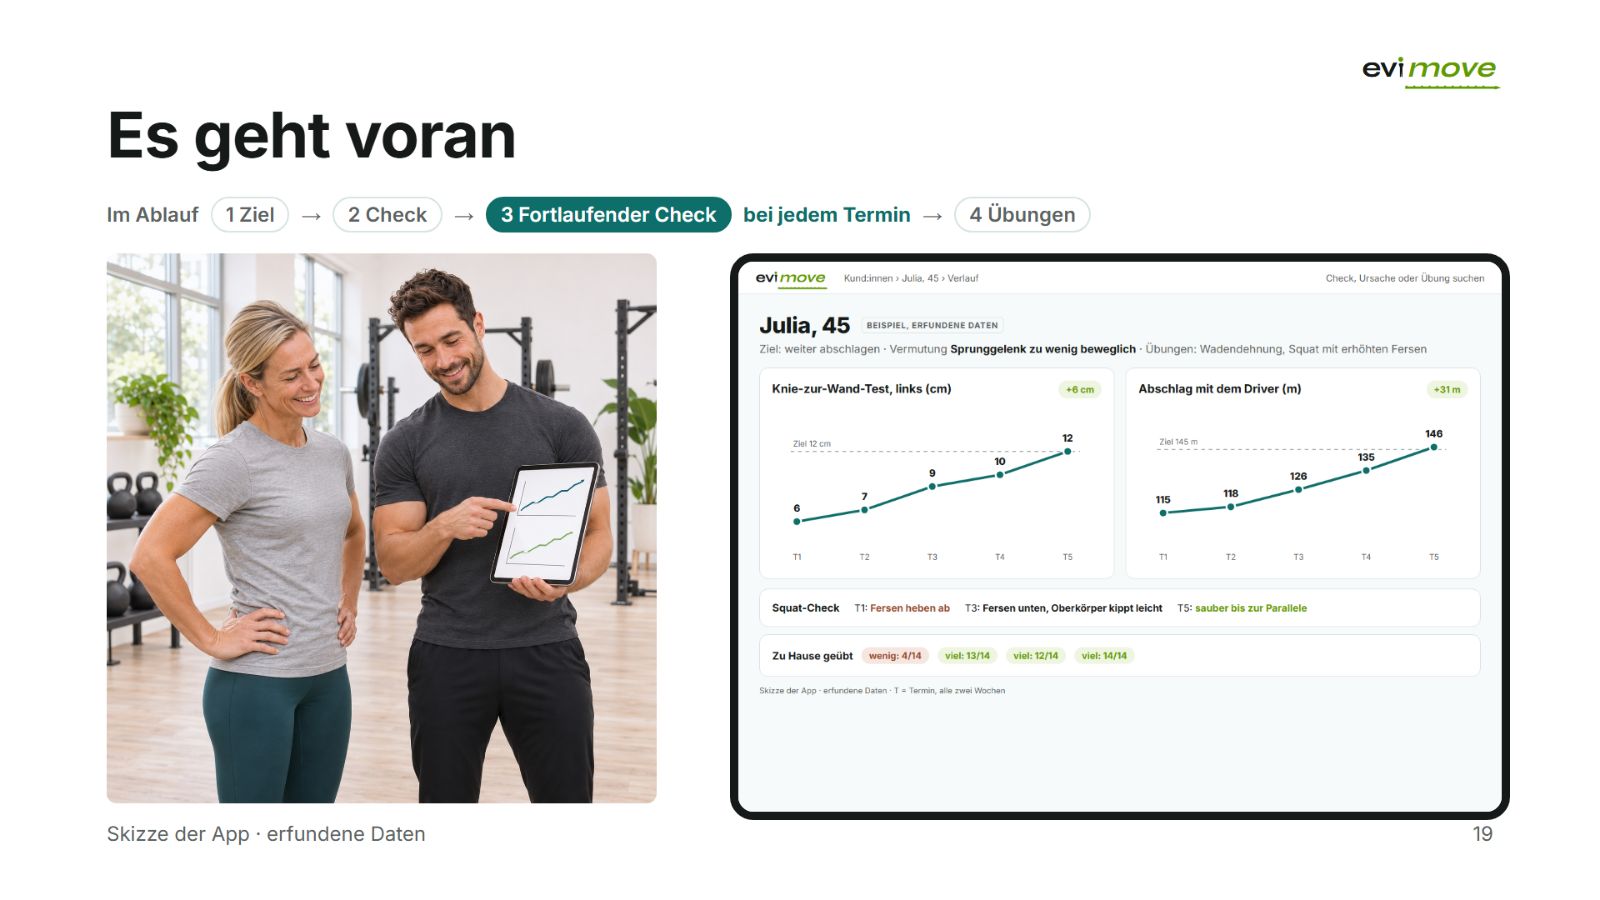 evimove
Es geht voran
Im Ablauf 1 Ziel → 2 Check → 3 Fortlaufender Check bei jedem Termin → 4 Übungen
evimove Kund:innen › Julia, 45 › Verlauf Check, Ursache oder Übung suchen
Julia, 45 BEISPIEL, ERFUNDENE DATEN
Ziel: weiter abschlagen · Vermutung Sprunggelenk zu wenig beweglich · Übungen: Wadendehnung, Squat mit erhöhten Fersen
Knie-zur-Wand-Test, links (cm) +6 cm
Ziel 12 cm
6 7 9 10 12
T1 T2 T3 T4 T5
Abschlag mit dem Driver (m) +31 m
Ziel 145 m
115 118 126 135 146
T1 T2 T3 T4 T5
Squat-Check T1: Fersen heben ab T3: Fersen unten, Oberkörper kippt leicht T5: sauber bis zur Parallele
Zu Hause geübt wenig: 4/14 viel: 13/14 viel: 12/14 viel: 14/14
Skizze der App · erfundene Daten · T = Termin, alle zwei Wochen
Skizze der App · erfundene Daten
19